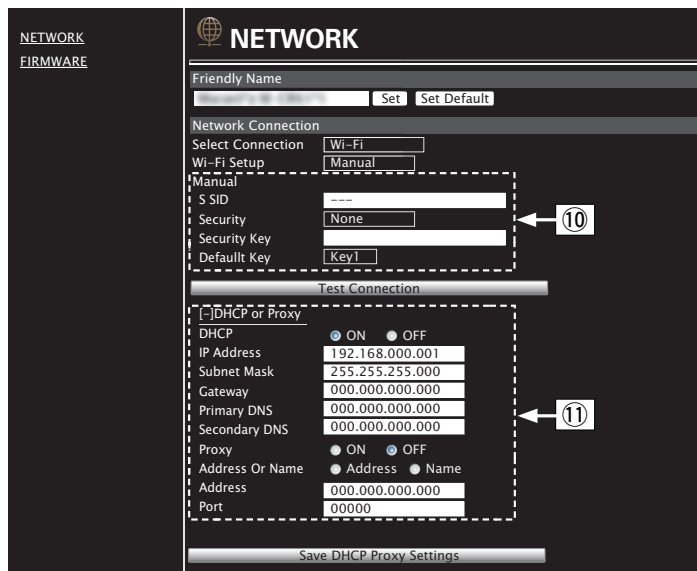 NETWORK
FIRMWARE
NETWORK
Friendly Name
Set Set Default
Network Connection
Select Connection Wi-Fi
Wi-Fi Setup Manual
Manual
S SID ---
Security None
Security Key
Defaullt Key Key1
⑩
Test Connection
[-]DHCP or Proxy
DHCP ON OFF
IP Address 192.168.000.001
Subnet Mask 255.255.255.000
Gateway 000.000.000.000
Primary DNS 000.000.000.000
Secondary DNS 000.000.000.000
Proxy ON OFF
Address Or Name Address Name
Address 000.000.000.000
Port 00000
⑪
Save DHCP Proxy Settings